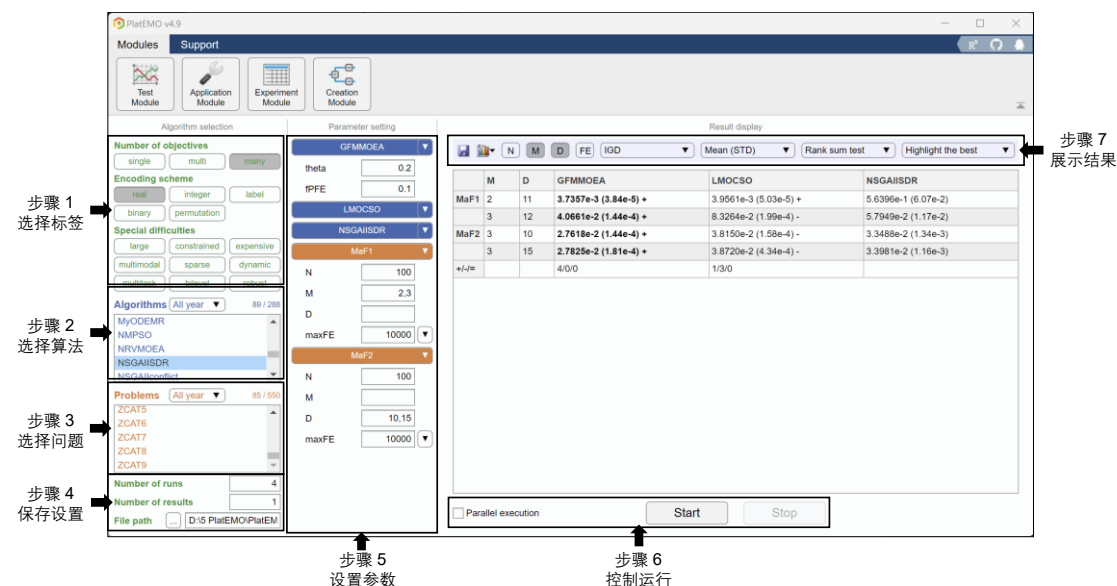 PlatEMO v4.9
Modules Support
Test Module
Application Module
Experiment Module
Creation Module
Algorithm selection
Parameter setting
Result display
步骤 1
选择标签
Number of objectives
single multi many
Encoding scheme
real integer label
binary permutation
Special difficulties
large constrained expensive
multimodal sparse dynamic
multitask bilevel robust
步骤 2
选择算法
Algorithms All year 89 / 288
MyODEMR
NMPSO
NRVMOEA
NSGAIISDR
NSGAIIconflict
步骤 3
选择问题
Problems All year 85 / 550
ZCAT5
ZCAT6
ZCAT7
ZCAT8
ZCAT9
步骤 4
保存设置
Number of runs 4
Number of results 1
File path ... D:\5 PlatEMO\PlatEM
GFMMOEA
theta 0.2
fPFE 0.1
LMOCSO
NSGAIISDR
MaF1
N 100
M 2,3
D
maxFE 10000
MaF2
N 100
M
D 10,15
maxFE 10000
步骤 5
设置参数
N M D FE IGD Mean (STD) Rank sum test Highlight the best
步骤 7
展示结果
M D GFMMOEA LMOCSO NSGAIISDR
MaF1 2 11 3.7357e-3 (3.84e-5) + 3.9561e-3 (5.03e-5) + 5.6396e-1 (6.07e-2)
3 12 4.0661e-2 (1.44e-4) + 8.3264e-2 (1.99e-4) - 5.7949e-2 (1.17e-2)
MaF2 3 10 2.7618e-2 (1.44e-4) + 3.8150e-2 (1.58e-4) - 3.3488e-2 (1.34e-3)
3 15 2.7825e-2 (1.81e-4) + 3.8720e-2 (4.34e-4) - 3.3981e-2 (1.16e-3)
+/-/= 4/0/0 1/3/0
Parallel execution Start Stop
步骤 6
控制运行